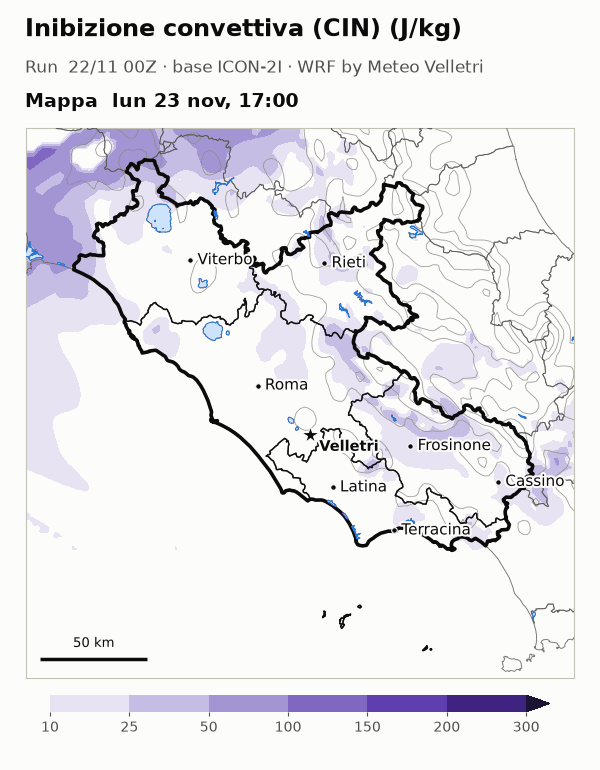 Inibizione convettiva (CIN) (J/kg)
Run  22/11 00Z · base ICON-2I · WRF by Meteo Velletri
Mappa  lun 23 nov, 17:00
Viterbo
Rieti
Roma
Velletri
Frosinone
Cassino
Latina
Terracina
50 km
10 25 50 100 150 200 300